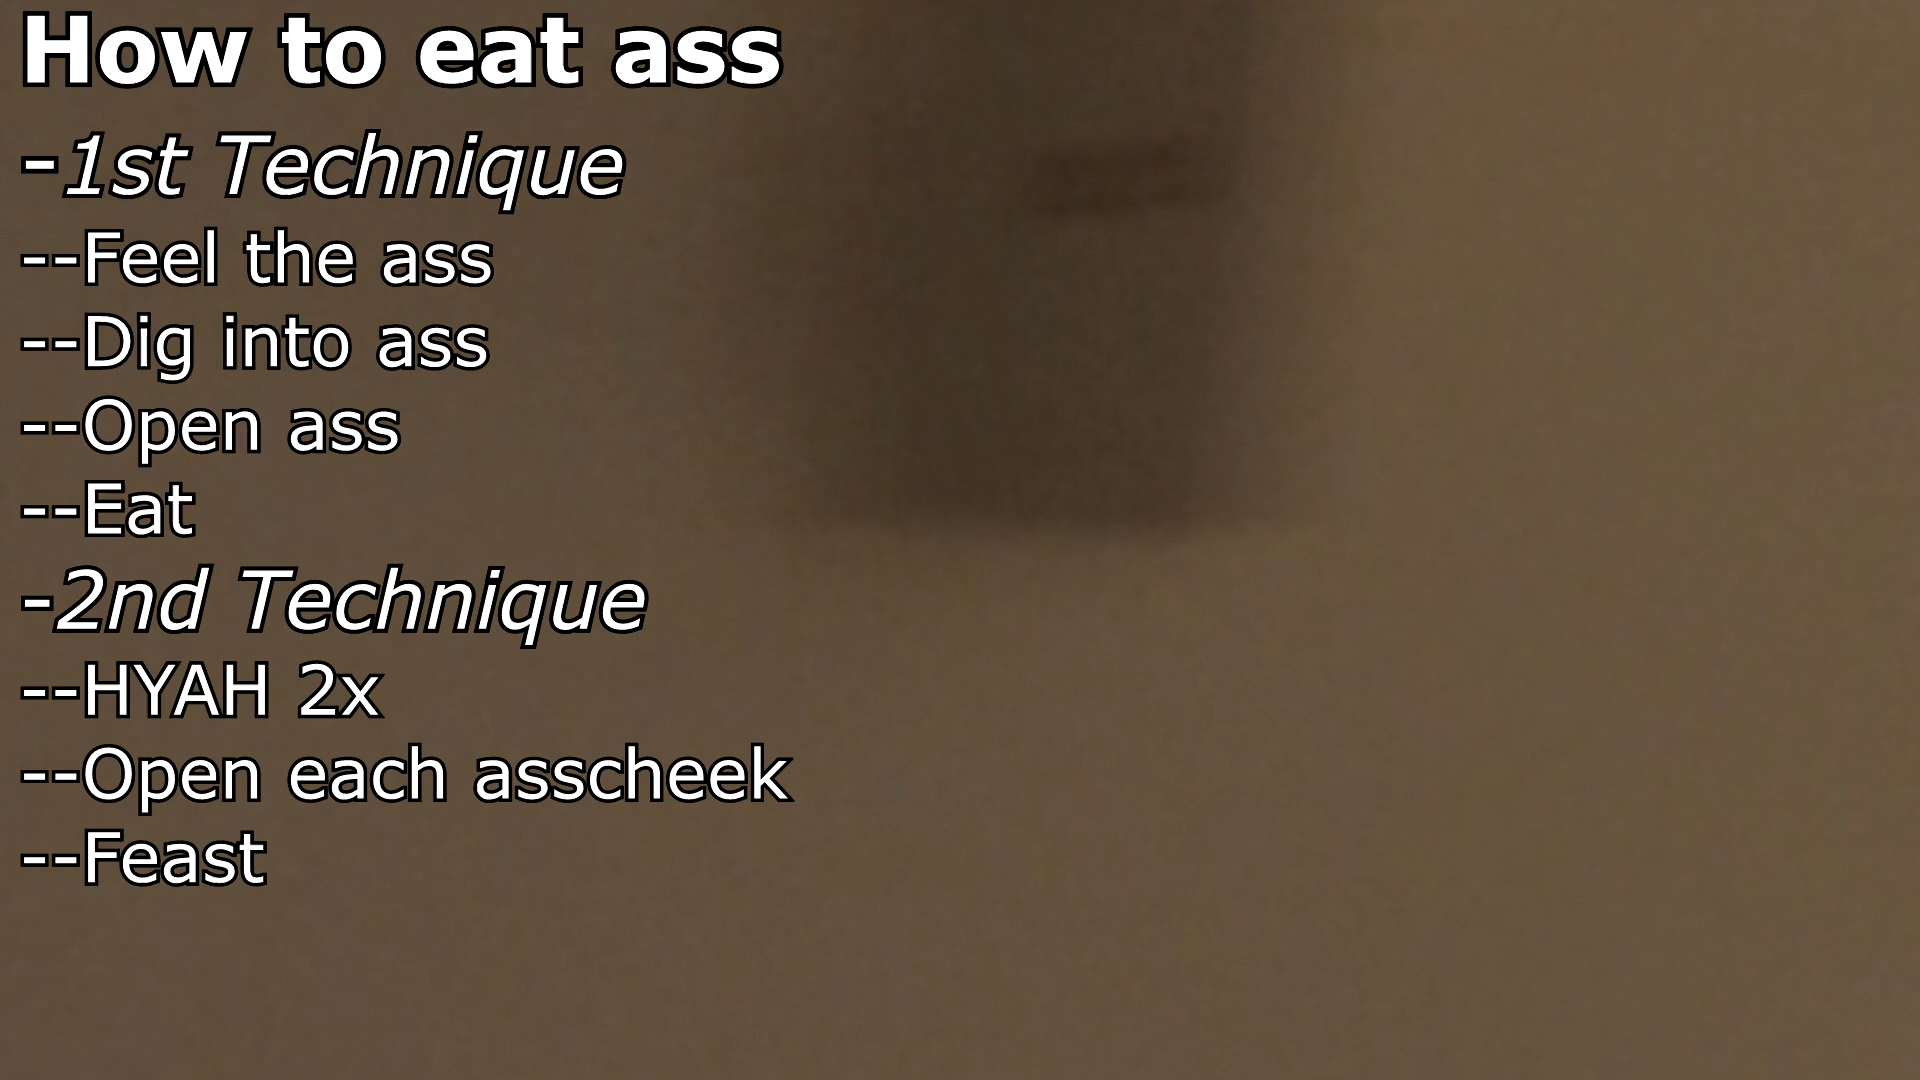 How to eat ass
-1st Technique
--Feel the ass
--Dig into ass
--Open ass
--Eat
-2nd Technique
--HYAH 2x
--Open each asscheek
--Feast